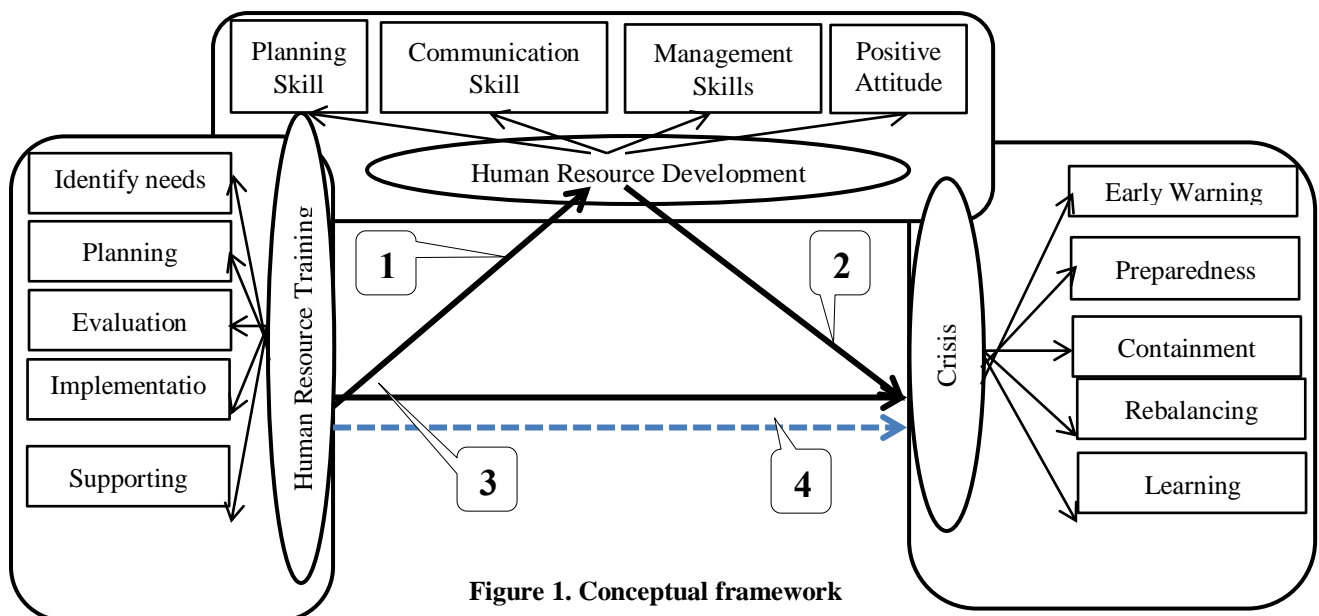 Planning
Skill
Communication
Skill
Management
Skills
Positive
Attitude
Human Resource Development
Identify needs
Planning
Evaluation
Implementatio
Supporting
Human Resource Training
1
2
3
4
Crisis
Early Warning
Preparedness
Containment
Rebalancing
Learning
Figure 1. Conceptual framework